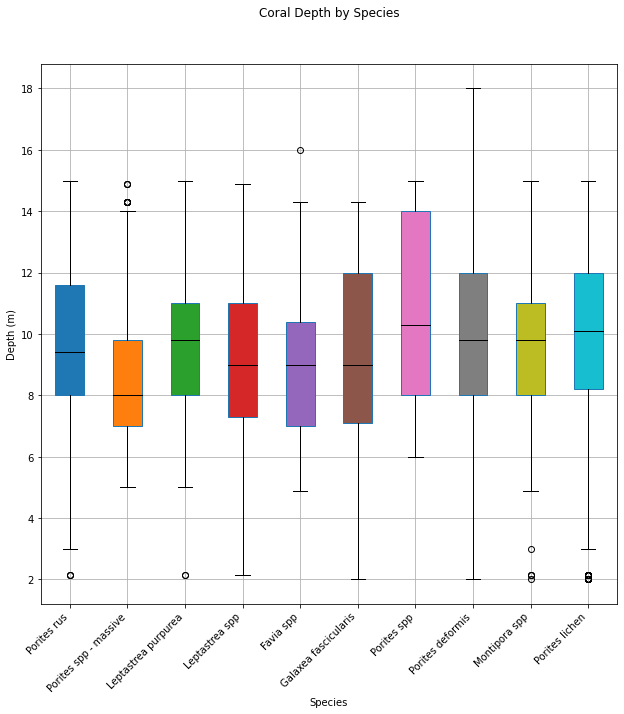 Coral Depth by Species
18
16
14
12
10
8
6
4
2
Depth (m)
Porites rus
Porites spp - massive
Leptastrea purpurea
Leptastrea spp
Favia spp
Galaxea fascicularis
Porites spp
Porites deformis
Montipora spp
Porites lichen
Species